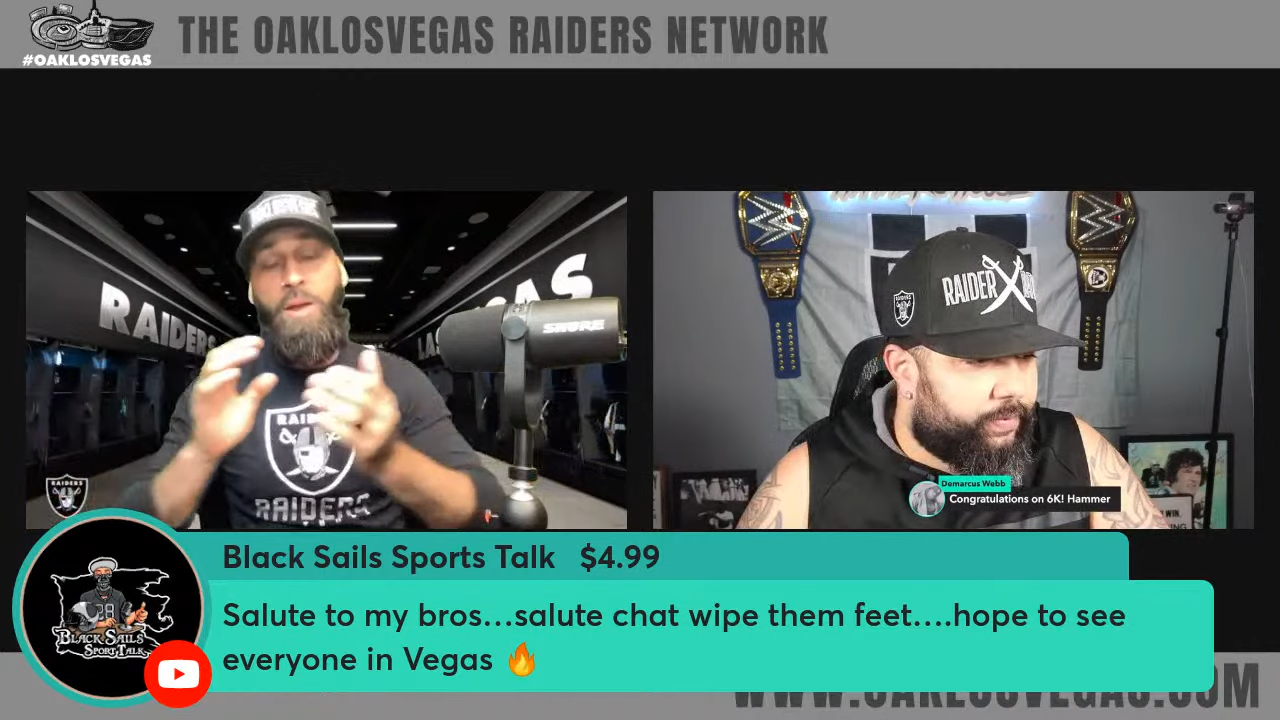 THE OAKLOSVEGAS RAIDERS NETWORK
#OAKLOSVEGAS
RAIDERS
SHURE
RAIDERS
RAIDERS
RAIDER
RAIDERS
Demarcus Webb
Congratulations on 6K! Hammer
Black Sails Sports Talk $4.99
Salute to my bros...salute chat wipe them feet....hope to see
everyone in Vegas 🔥
BLACK SAILS
SPORT TALK
WWW.OAKLOSVEGAS.COM